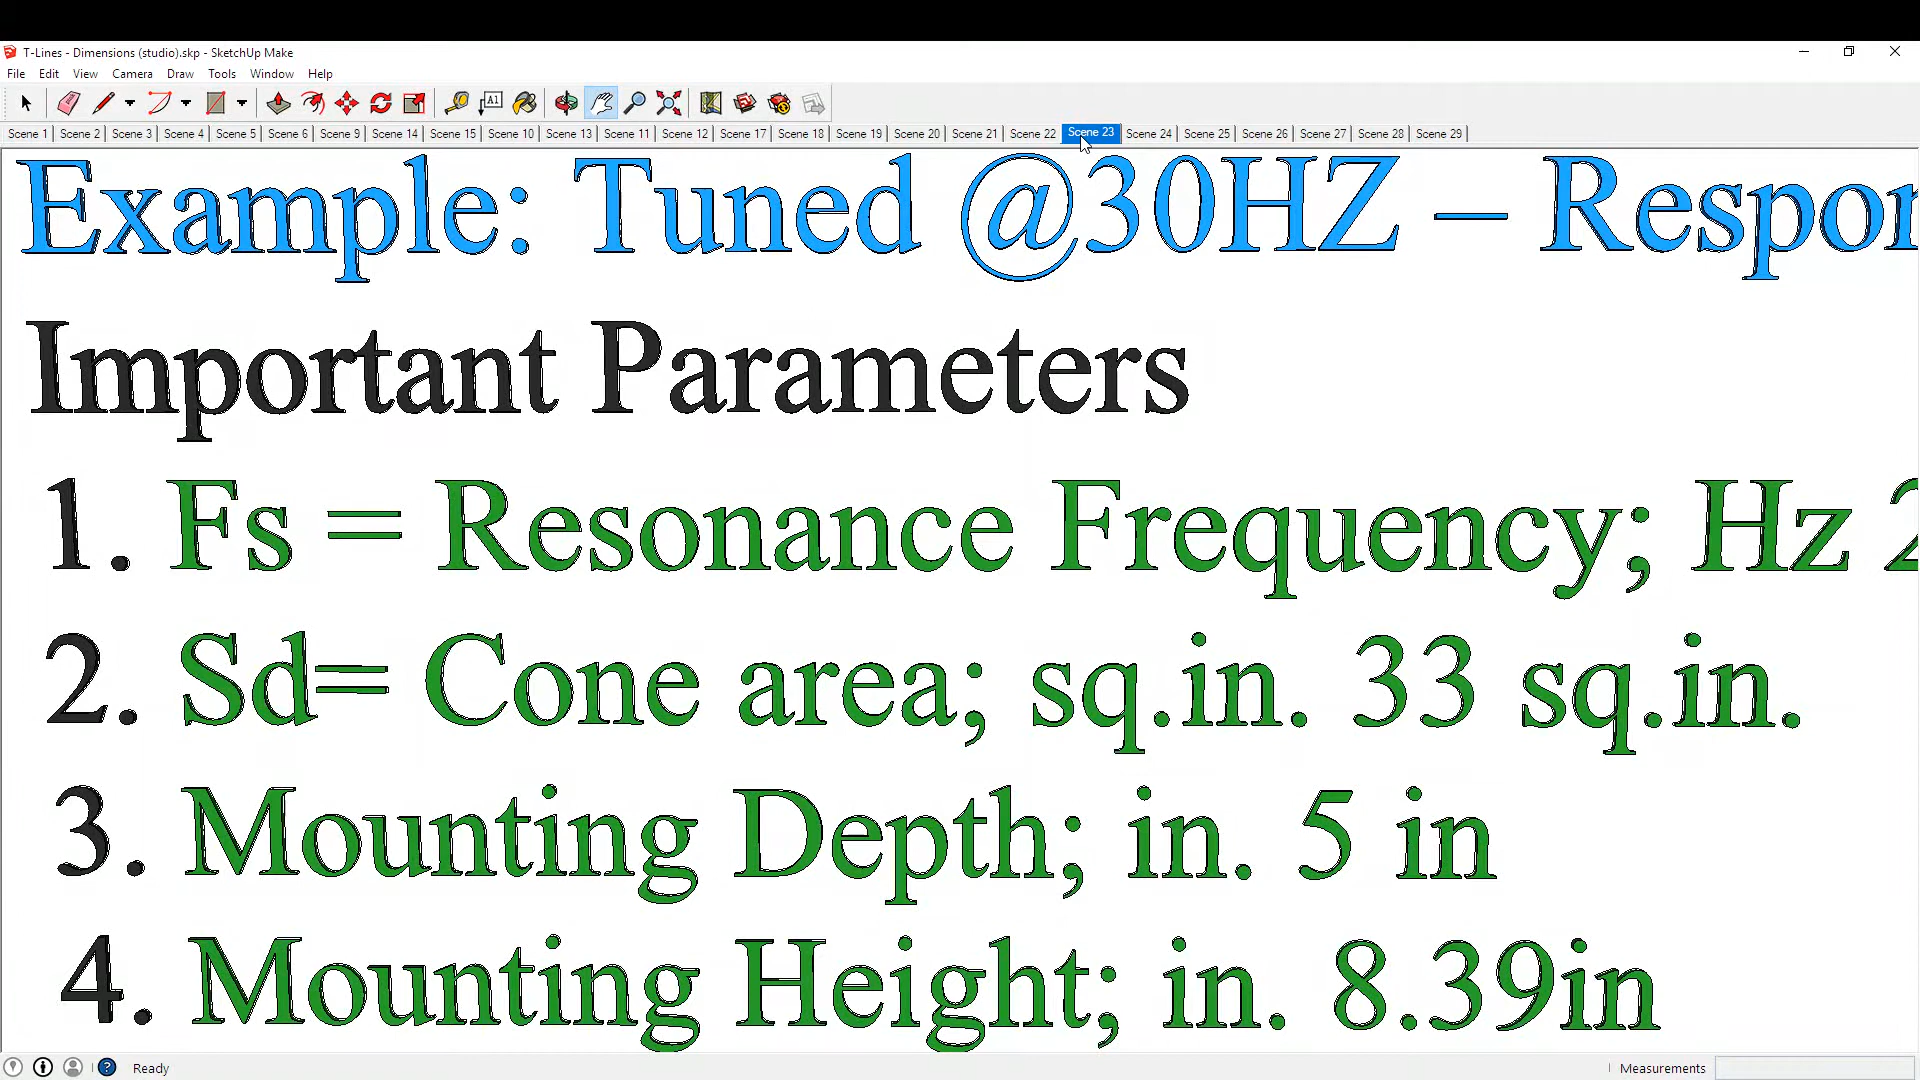 T-Lines - Dimensions (studio).skp - SketchUp Make
File Edit View Camera Draw Tools Window Help
A1
Scene 1 Scene 2 Scene 3 Scene 4 Scene 5 Scene 6 Scene 9 Scene 14 Scene 15 Scene 10 Scene 13 Scene 11 Scene 12 Scene 17 Scene 18 Scene 19 Scene 20 Scene 21 Scene 22 Scene 23 Scene 24 Scene 25 Scene 26 Scene 27 Scene 28 Scene 29
Example: Tuned @30HZ – Respon
Important Parameters
1. Fs = Resonance Frequency; Hz 2
2. Sd= Cone area; sq.in. 33 sq.in.
3. Mounting Depth; in. 5 in
4. Mounting Height; in. 8.39in
Ready Measurements